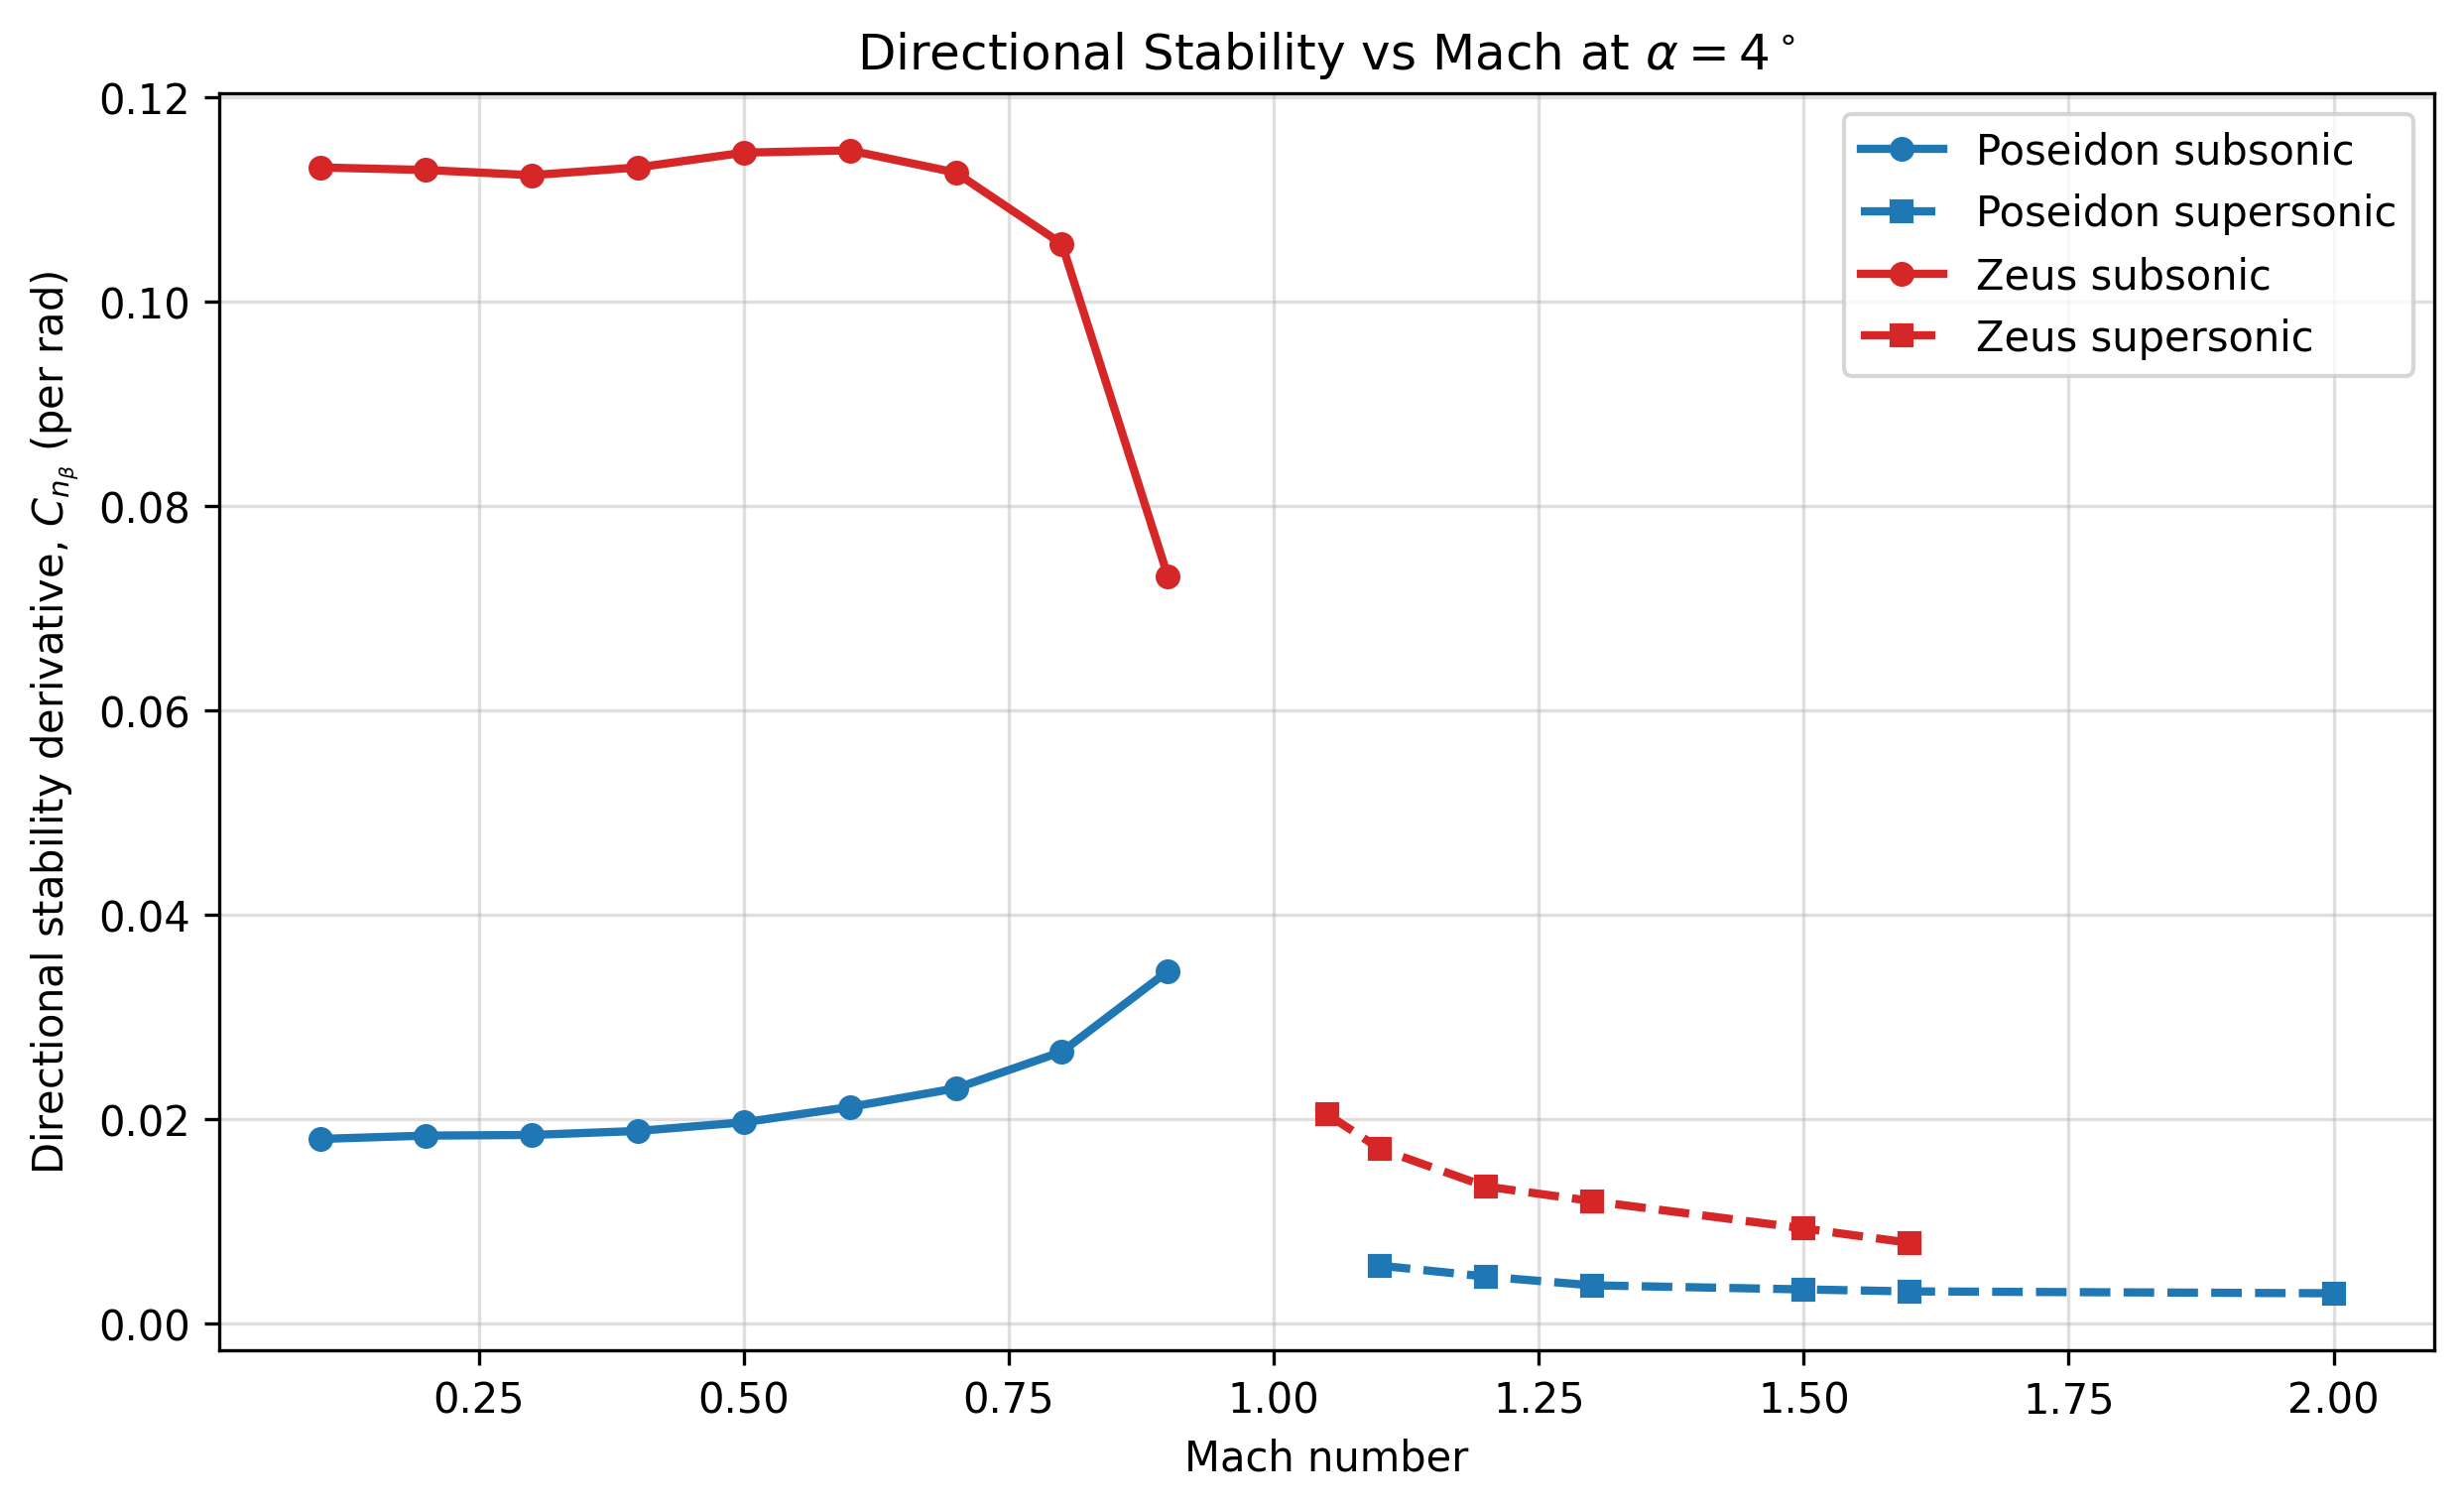 Directional Stability vs Mach at α = 4°
Directional stability derivative, Cnβ (per rad)
0.12
0.10
0.08
0.06
0.04
0.02
0.00
Poseidon subsonic
Poseidon supersonic
Zeus subsonic
Zeus supersonic
0.25 0.50 0.75 1.00 1.25 1.50 1.75 2.00
Mach number